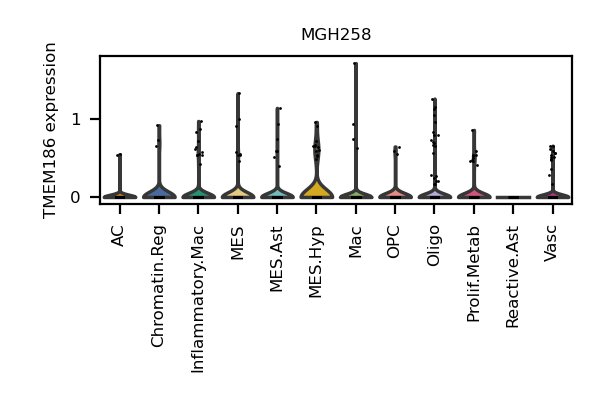 MGH258
TMEM186 expression
1
0
AC
Chromatin.Reg
Inflammatory.Mac
MES
MES.Ast
MES.Hyp
Mac
OPC
Oligo
Prolif.Metab
Reactive.Ast
Vasc